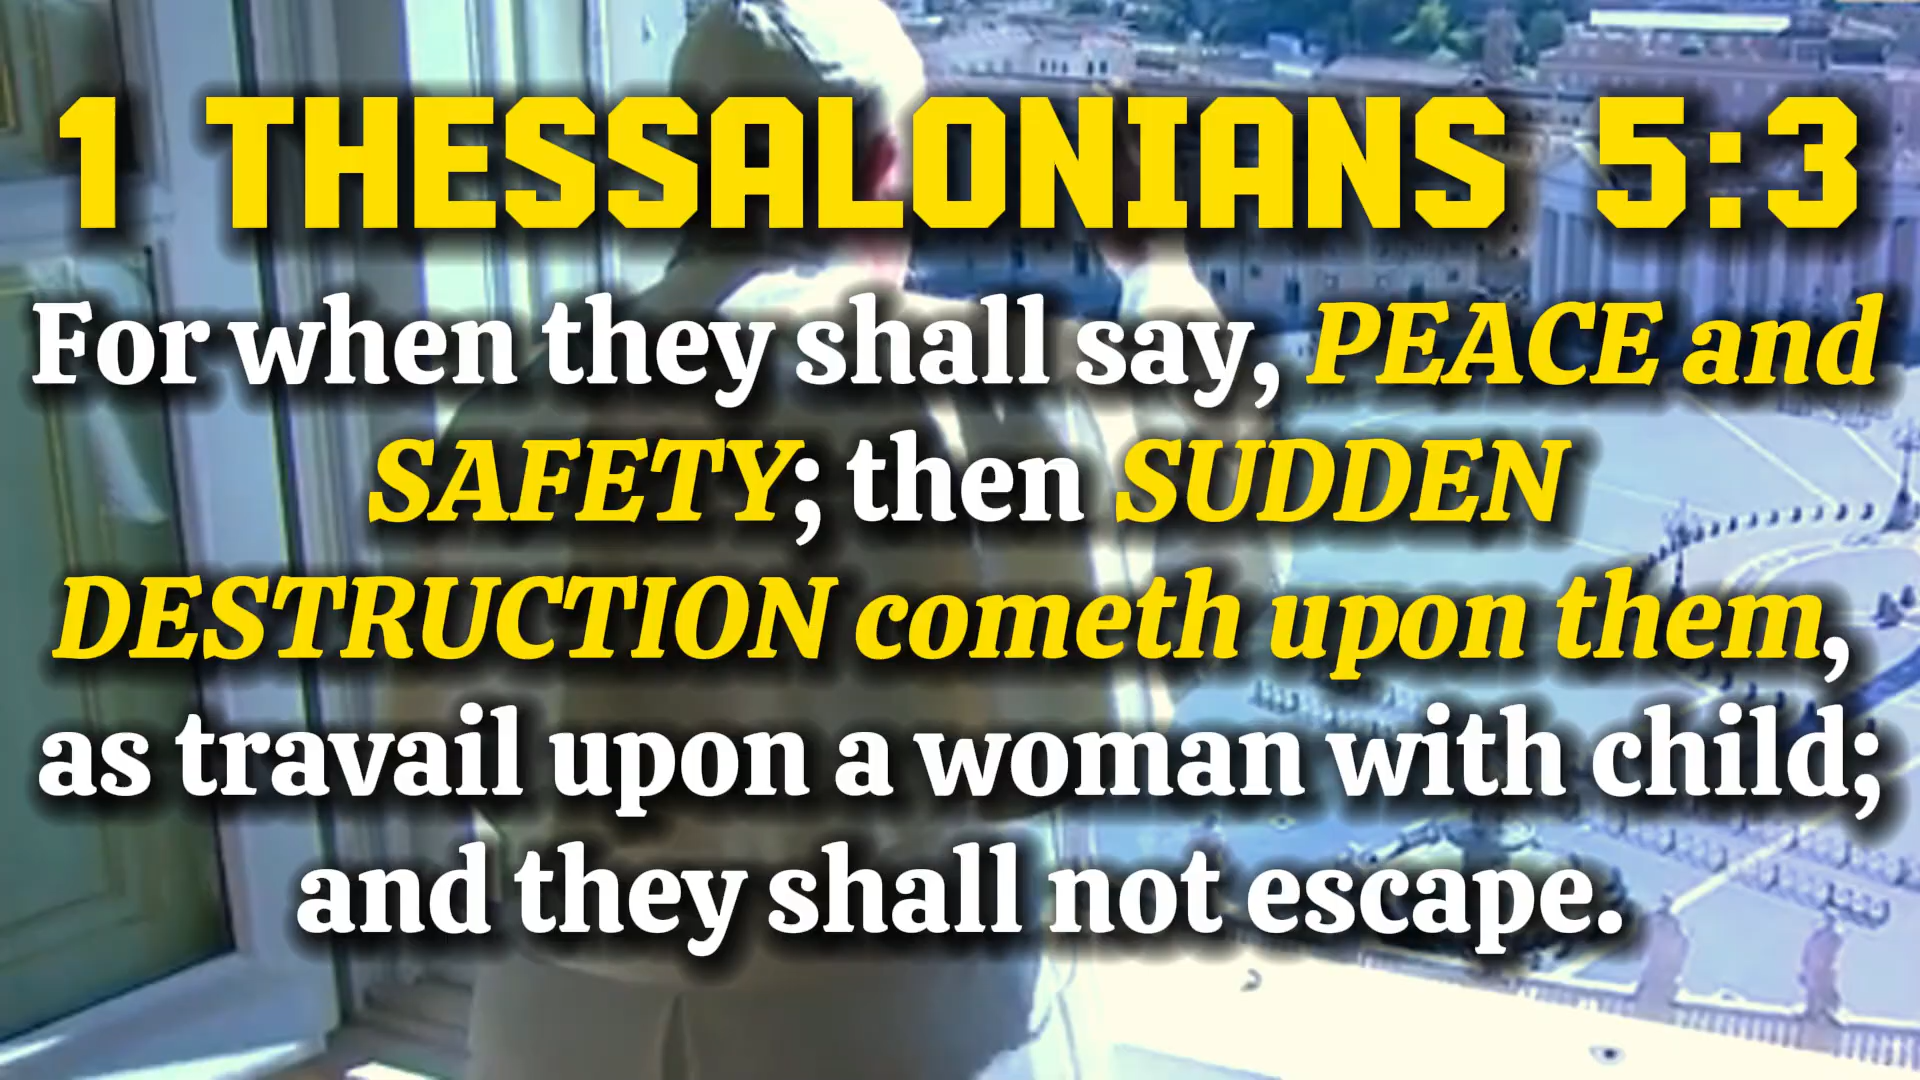 1 THESSALONIANS 5:3
For when they shall say, PEACE and
SAFETY; then SUDDEN
DESTRUCTION cometh upon them,
as travail upon a woman with child;
and they shall not escape.